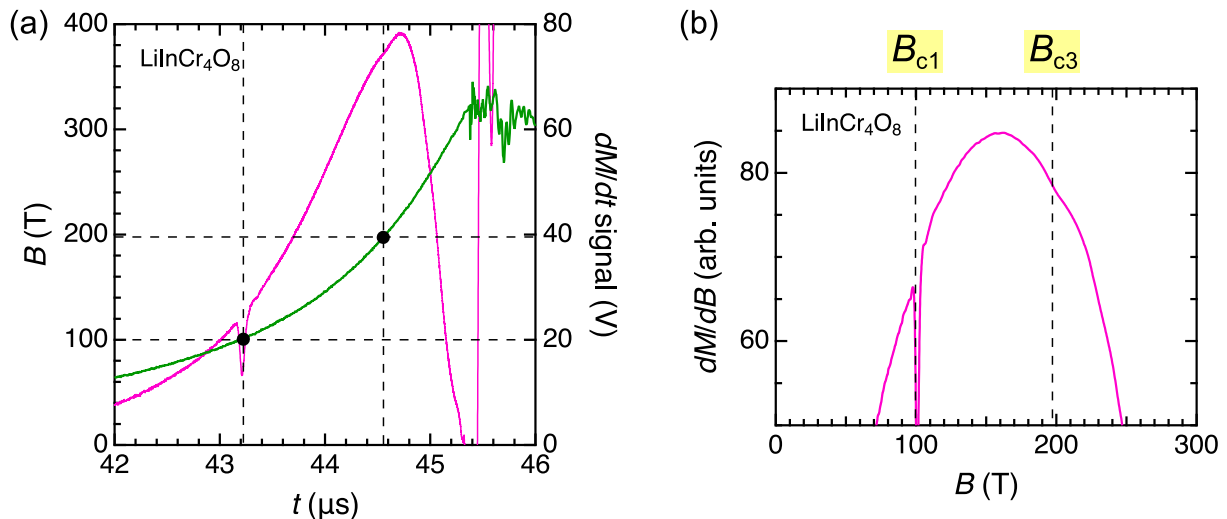 (a)
400
300
200
100
0
B (T)
LiInCr4O8
80
60
40
20
0
dM/dt signal (V)
42 43 44 45 46
t (μs)
(b)
Bc1 Bc3
LiInCr4O8
80
60
dM/dB (arb. units)
0 100 200 300
B (T)